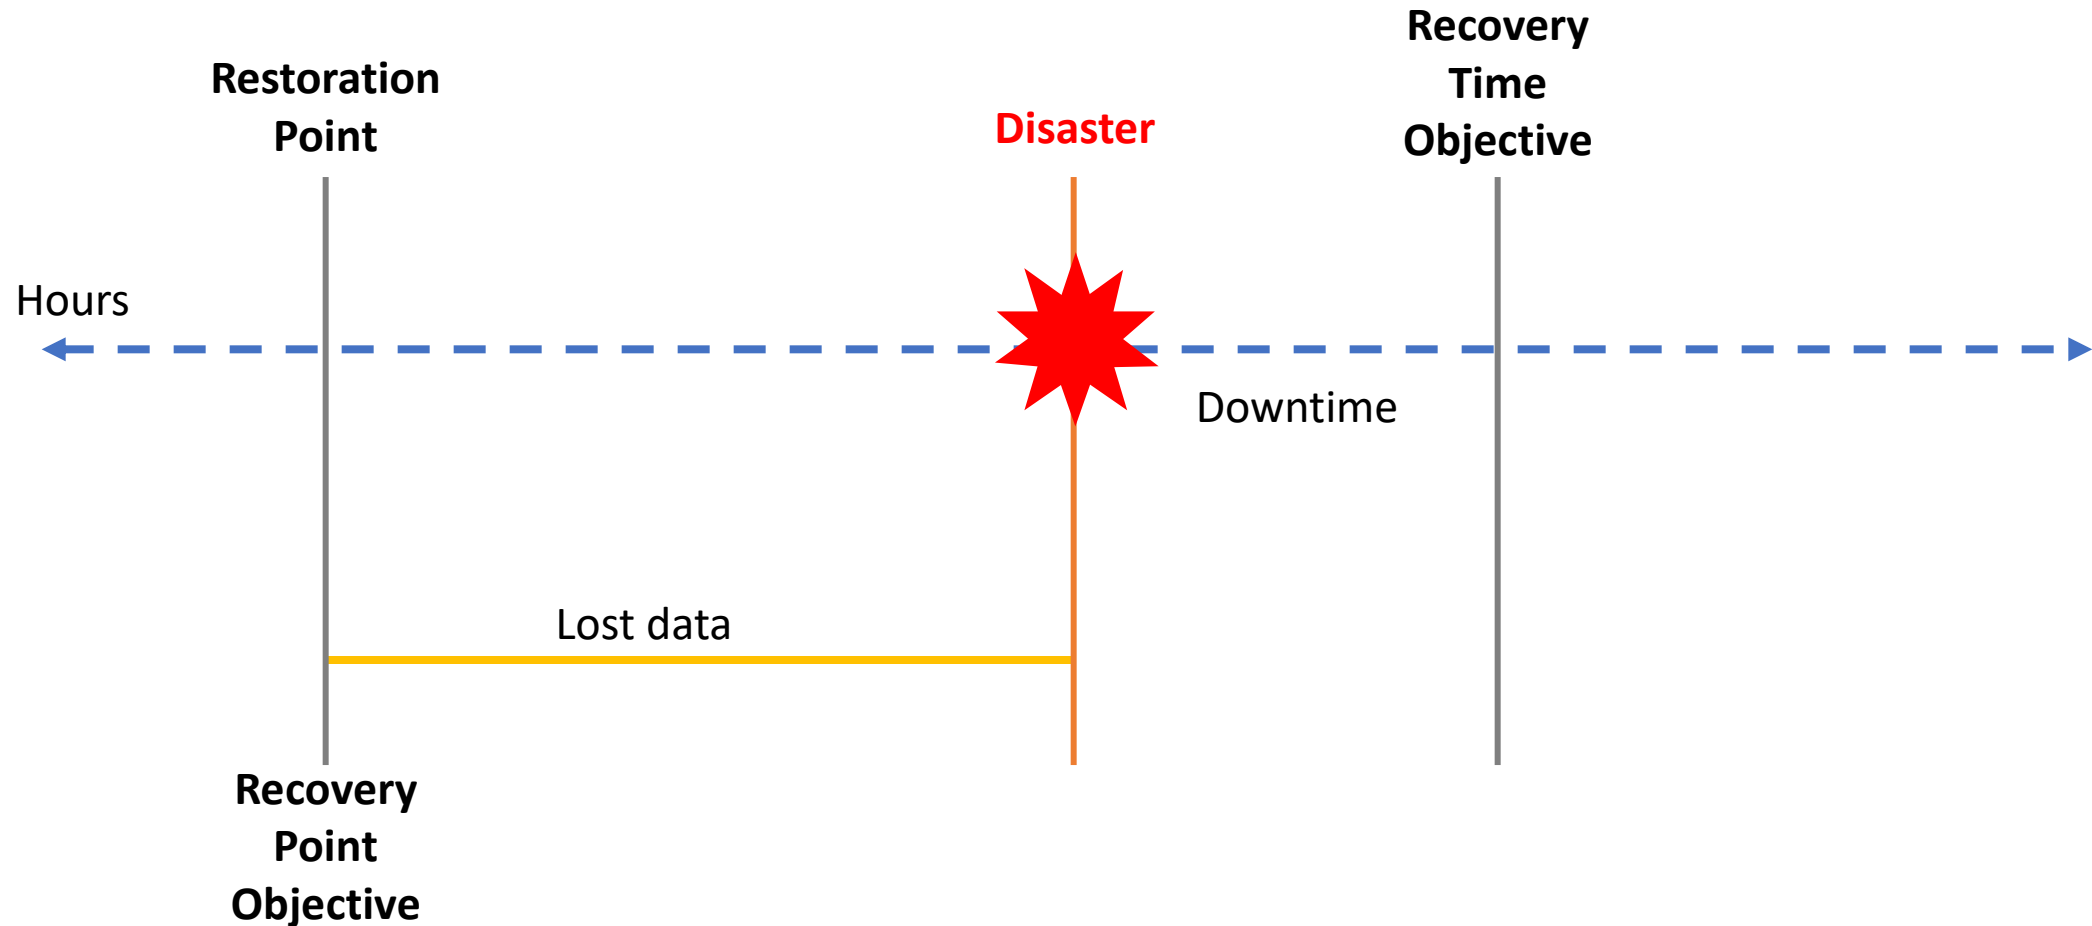 Restoration
Point
Disaster
Recovery
Time
Objective
Hours
Downtime
Lost data
Recovery
Point
Objective